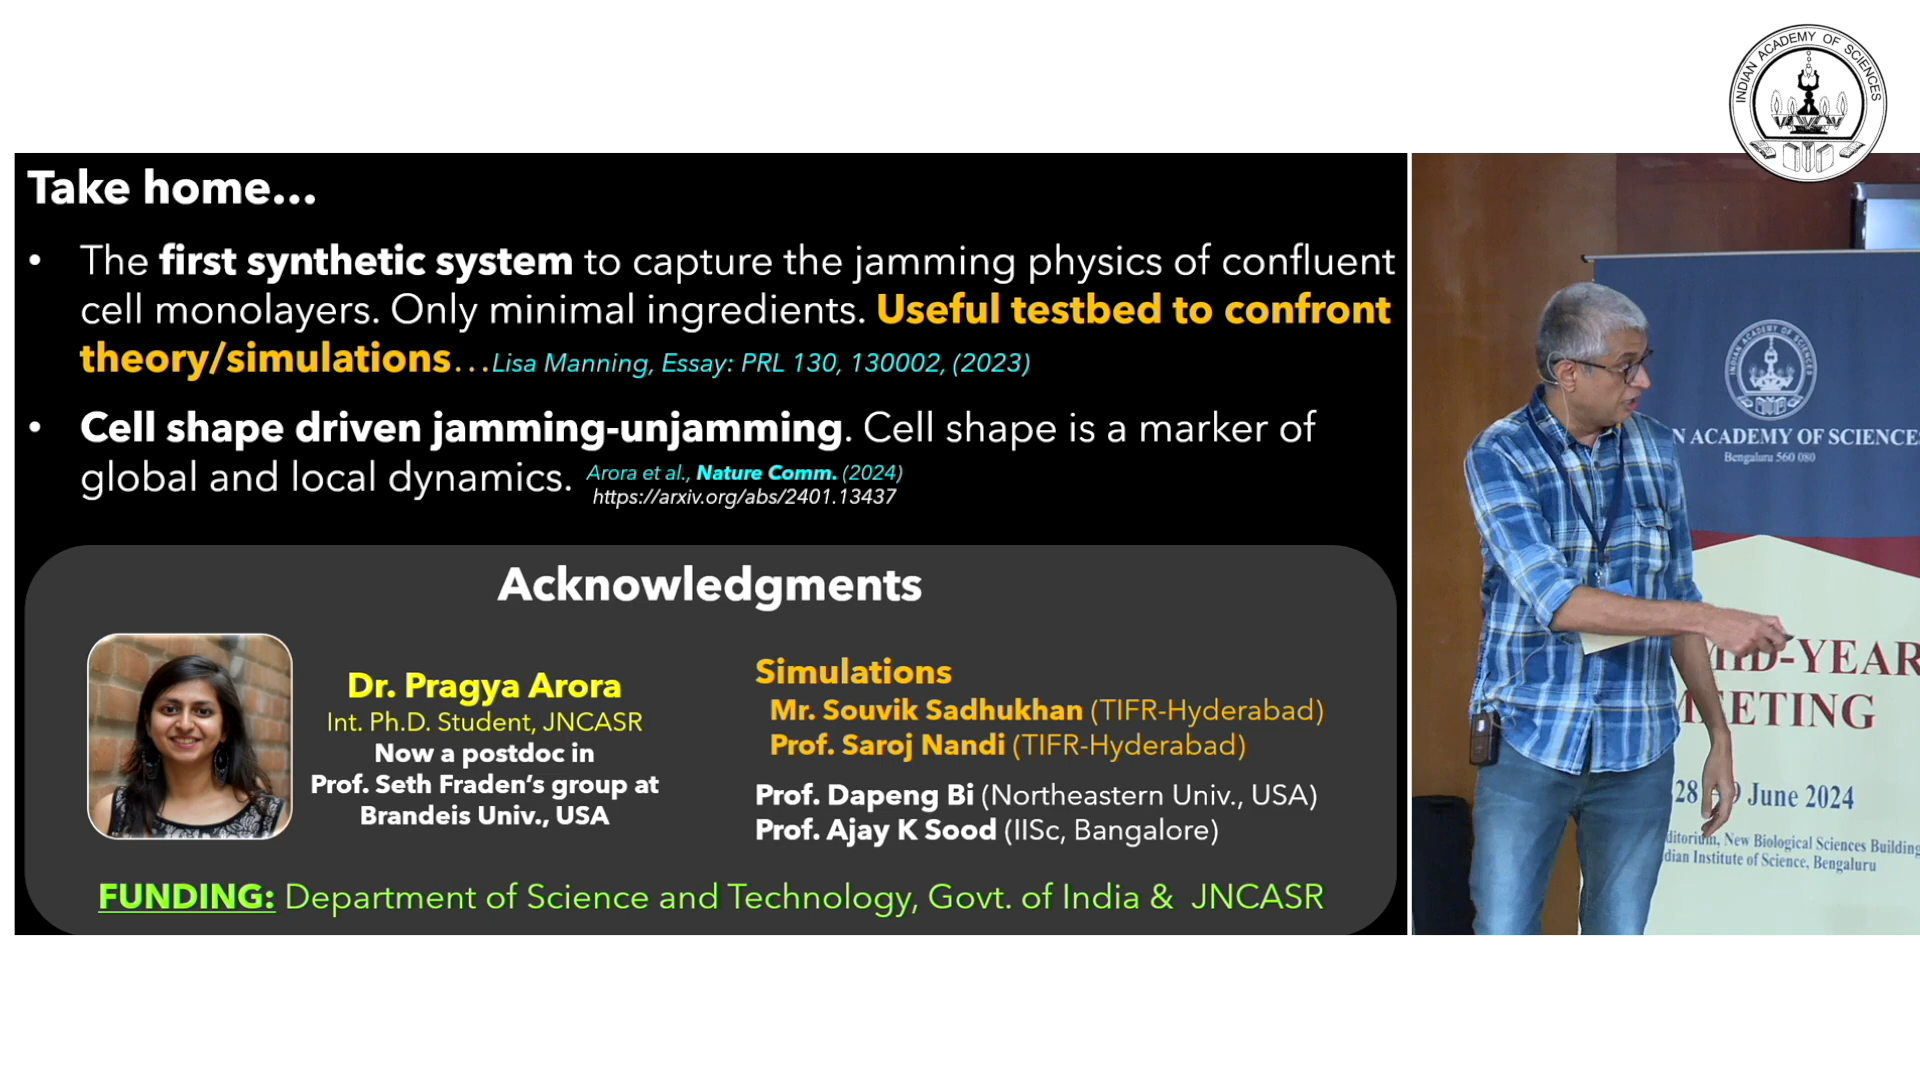 INDIAN ACADEMY OF SCIENCES
Take home...
• The first synthetic system to capture the jamming physics of confluent
cell monolayers. Only minimal ingredients. Useful testbed to confront
theory/simulations...Lisa Manning, Essay: PRL 130, 130002, (2023)
• Cell shape driven jamming-unjamming. Cell shape is a marker of
global and local dynamics. Arora et al., Nature Comm. (2024)
https://arxiv.org/abs/2401.13437
Acknowledgments
Dr. Pragya Arora
Int. Ph.D. Student, JNCASR
Now a postdoc in
Prof. Seth Fraden’s group at
Brandeis Univ., USA
Simulations
Mr. Souvik Sadhukhan (TIFR-Hyderabad)
Prof. Saroj Nandi (TIFR-Hyderabad)
Prof. Dapeng Bi (Northeastern Univ., USA)
Prof. Ajay K Sood (IISc, Bangalore)
FUNDING: Department of Science and Technology, Govt. of India & JNCASR
N ACADEMY OF SCIENCES
Bengaluru 560 080
MID-YEAR
MEETING
28 June 2024
ditorium, New Biological Sciences Building
dian Institute of Science, Bengaluru